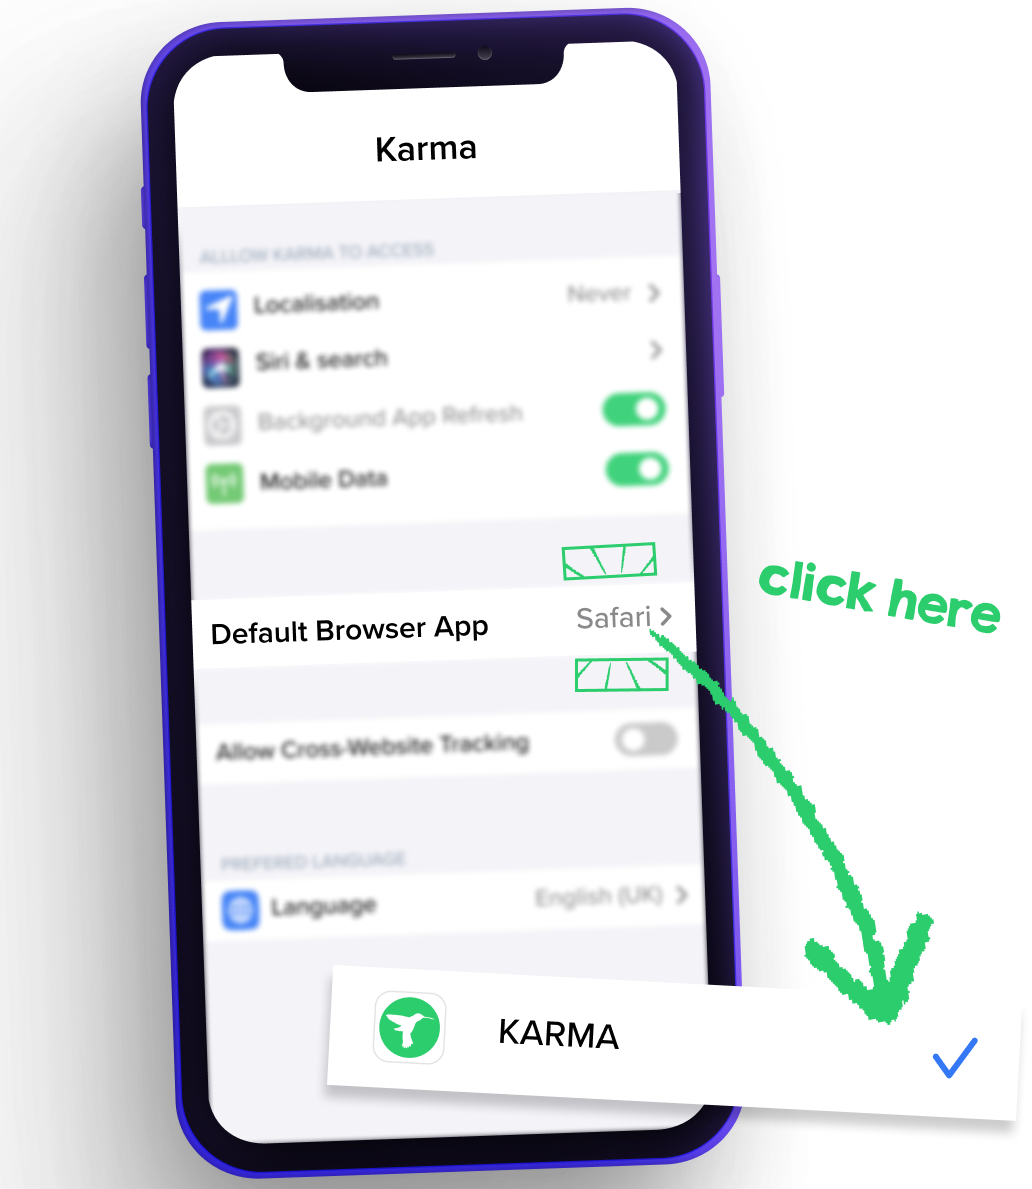 Karma
ALLLOW KARMA TO ACCESS
Localisation Never
Siri & search
Background App Refresh
Mobile Data
click here
Default Browser App Safari
Allow Cross-Website Tracking
PREFERED LANGUAGE
Language English (UK)
KARMA